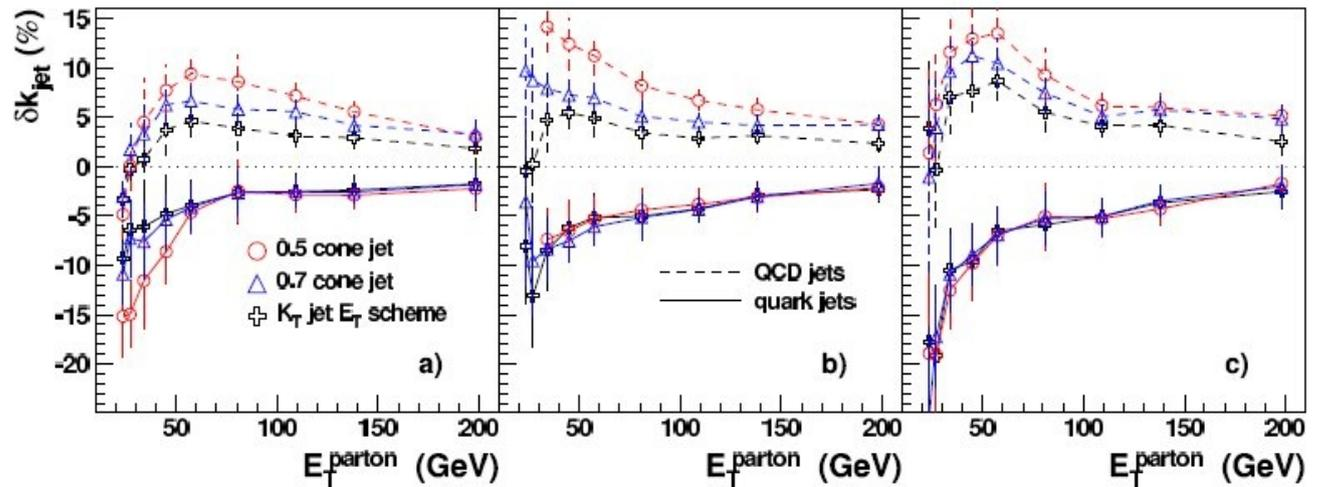 δk_jet (%)
15
10
5
0
-5
-10
-15
-20
0.5 cone jet
0.7 cone jet
K_T jet E_T scheme
QCD jets
quark jets
a)
b)
c)
50 100 150 200
50 100 150 200
50 100 150 200
E_T^parton (GeV)
E_T^parton (GeV)
E_T^parton (GeV)